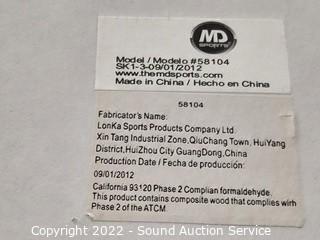 MD
SPORTS
Model / Modelo #58104
SK1-3-09/01/2012
www.themdsports.com
Made in China / Hecho en China
58104
Fabricator's Name:
LonKa Sports Products Company Ltd.
Xin Tang Industrial Zone,QiuChang Town, HuiYang
District,HuiZhou City GuangDong,China
Production Date / Fecha de producción:
09/01/2012
California 93120 Phase 2 Complian formaldehyde.
This product contains composite wood that complies with
Phase 2 of the ATCM.
Copyright 2022 - Sound Auction Service